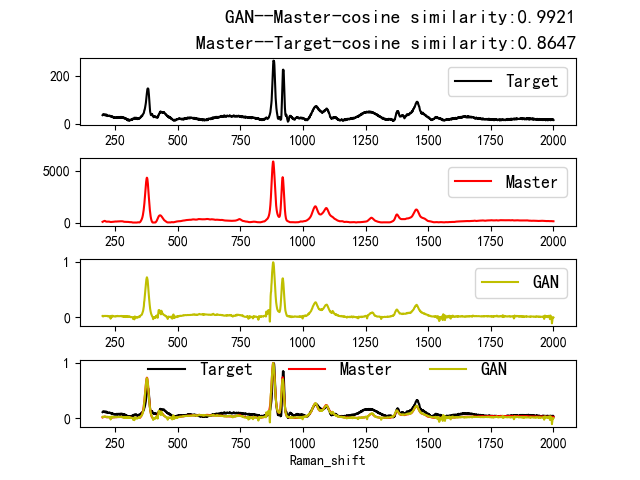 GAN--Master-cosine similarity:0.9921
Master--Target-cosine similarity:0.8647
200
0
Target
250 500 750 1000 1250 1500 1750 2000
5000
0
Master
250 500 750 1000 1250 1500 1750 2000
1
0
GAN
250 500 750 1000 1250 1500 1750 2000
1
0
Target Master GAN
250 500 750 1000 1250 1500 1750 2000
Raman_shift